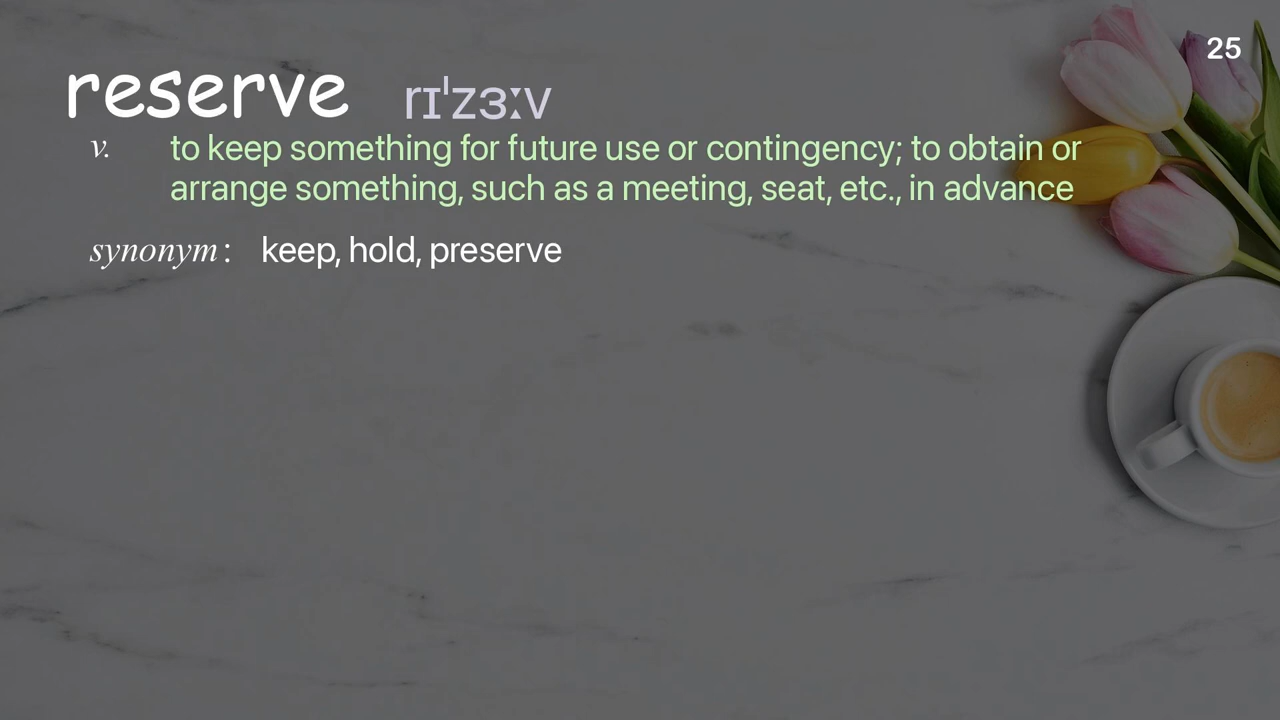 25
reserve rɪˈzɜːv
v. to keep something for future use or contingency; to obtain or
arrange something, such as a meeting, seat, etc., in advance
synonym : keep, hold, preserve